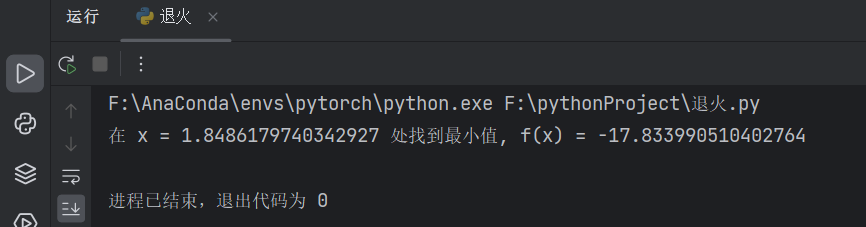 运行 退火
F:\AnaConda\envs\pytorch\python.exe F:\pythonProject\退火.py
在 x = 1.8486179740342927 处找到最小值, f(x) = -17.833990510402764
进程已结束，退出代码为 0